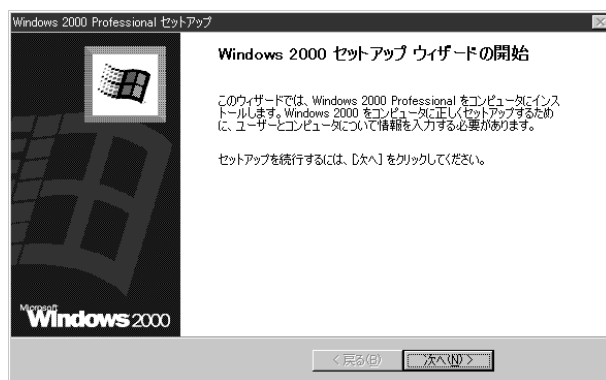 Windows 2000 Professional セットアップ
Windows 2000 セットアップ ウィザードの開始
このウィザードでは、Windows 2000 Professional をコンピュータにインス
トールします。Windows 2000 をコンピュータに正しくセットアップするため
に、ユーザーとコンピュータについて情報を入力する必要があります。
セットアップを続行するには、[次へ] をクリックしてください。
Microsoft
Windows 2000
< 戻る(B)
次へ(N) >